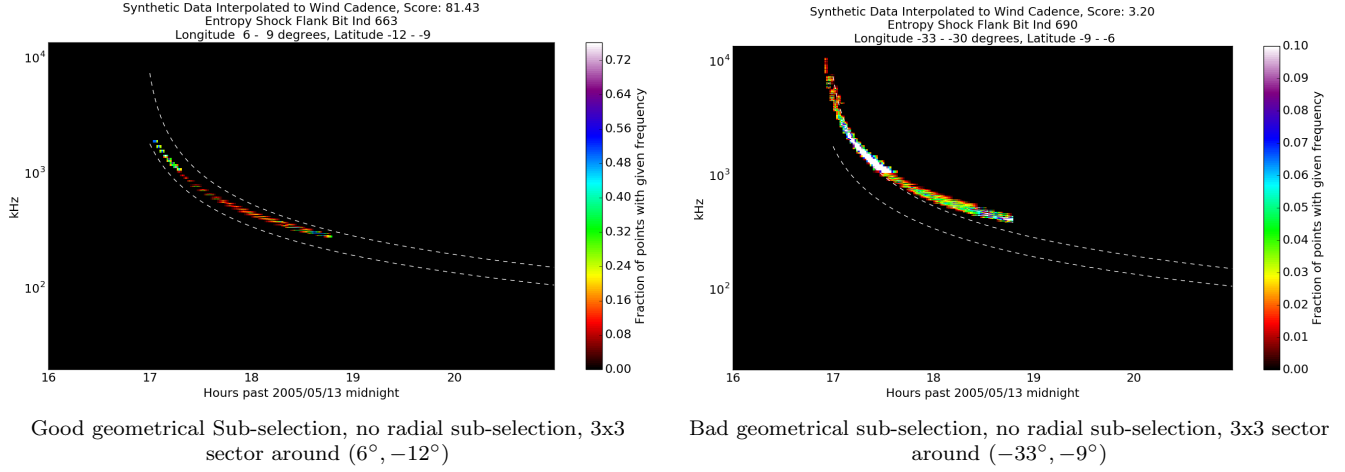 Synthetic Data Interpolated to Wind Cadence, Score: 81.43
Entropy Shock Flank Bit Ind 663
Longitude 6 - 9 degrees, Latitude -12 - -9
10⁴
10³
10²
kHz
16
17
18
19
20
Hours past 2005/05/13 midnight
0.72
0.64
0.56
0.48
0.40
0.32
0.24
0.16
0.08
0.00
Fraction of points with given frequency
Good geometrical Sub-selection, no radial sub-selection, 3x3
sector around (6°, −12°)
Synthetic Data Interpolated to Wind Cadence, Score: 3.20
Entropy Shock Flank Bit Ind 690
Longitude -33 - -30 degrees, Latitude -9 - -6
10⁴
10³
10²
kHz
16
17
18
19
20
Hours past 2005/05/13 midnight
0.10
0.09
0.08
0.07
0.06
0.05
0.04
0.03
0.02
0.01
0.00
Fraction of points with given frequency
Bad geometrical sub-selection, no radial sub-selection, 3x3 sector
around (−33°, −9°)